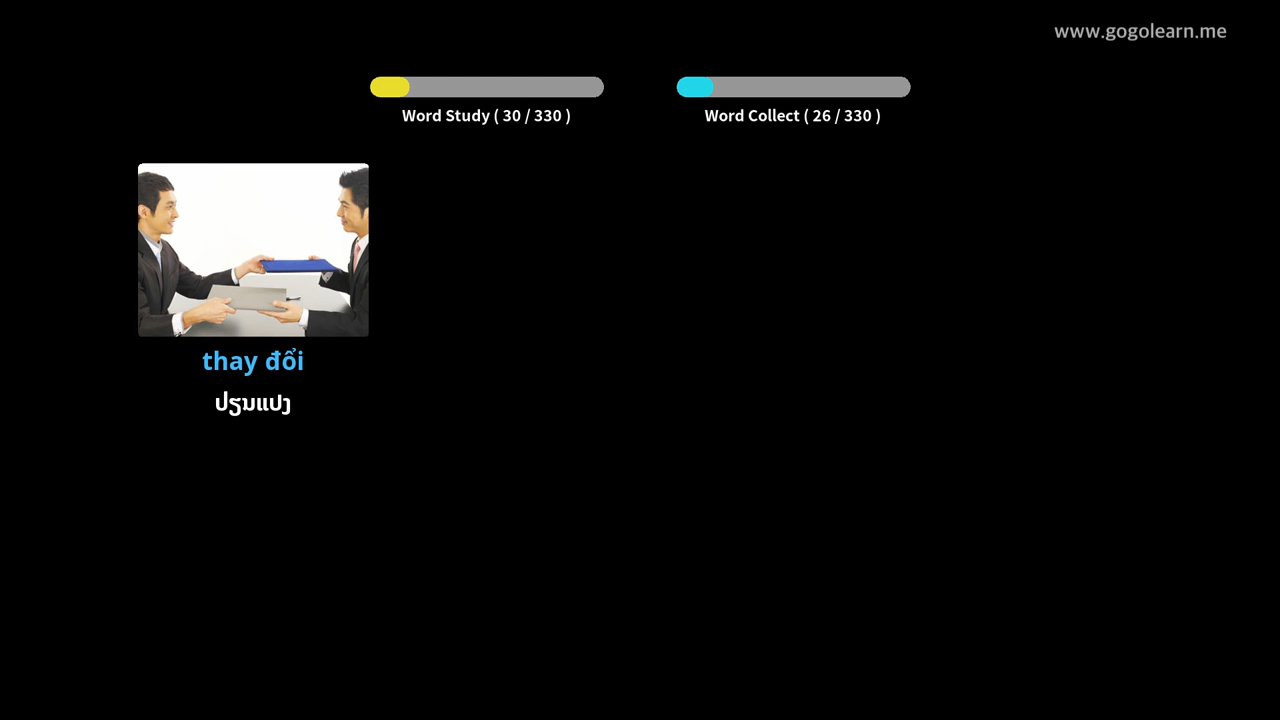 www.gogolearn.me
Word Study ( 30 / 330 )
Word Collect ( 26 / 330 )
thay đổi
ປ່ຽນແປງ